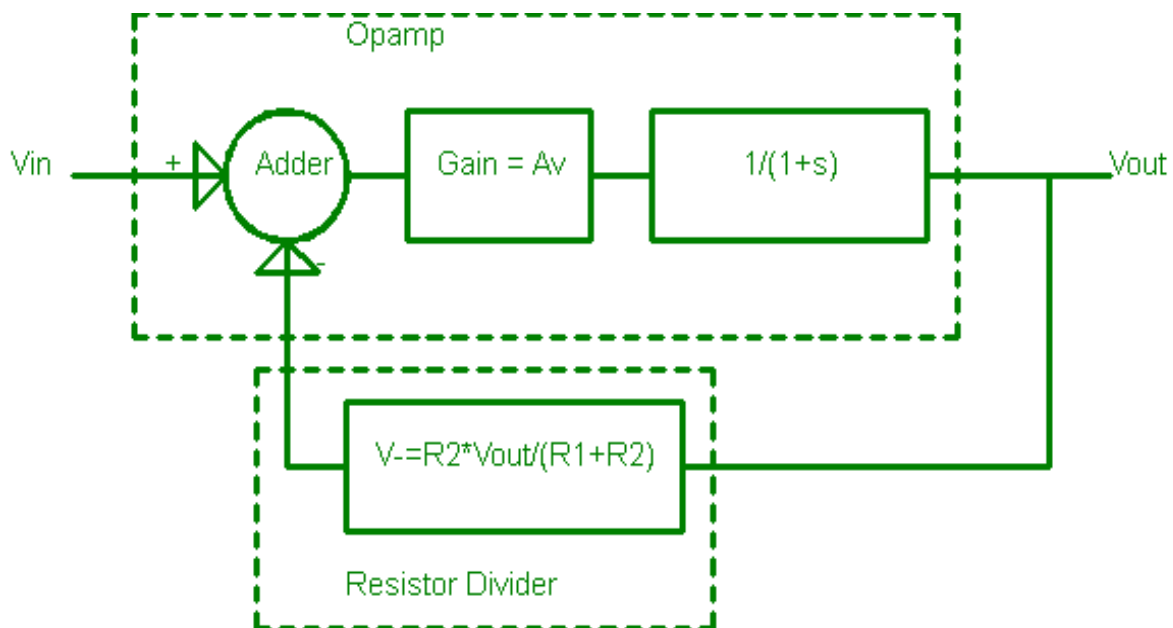 Opamp
Vin
+
Adder
Gain = Av
1/(1+s)
Vout
-
V-=R2*Vout/(R1+R2)
Resistor Divider